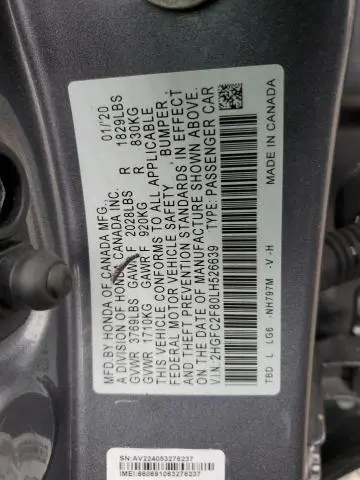 MFD BY HONDA OF CANADA MFG.; 01/'20
A DIVISION OF HONDA CANADA INC.
GVWR 3769LBS GAWR F 2028LBS R 1829LBS
GVWR 1710KG GAWR F 920KG R 830KG
THIS VEHICLE CONFORMS TO ALL APPLICABLE
FEDERAL MOTOR VEHICLE SAFETY, BUMPER,
AND THEFT PREVENTION STANDARDS IN EFFECT
ON THE DATE OF MANUFACTURE SHOWN ABOVE.
V.I.N. 2HGFC2F80LH526639 TYPE: PASSENGER CAR
TBD L LG6 -NH797M -V -H MADE IN CANADA
SN:AV224053276237
IMEI:860691063276237